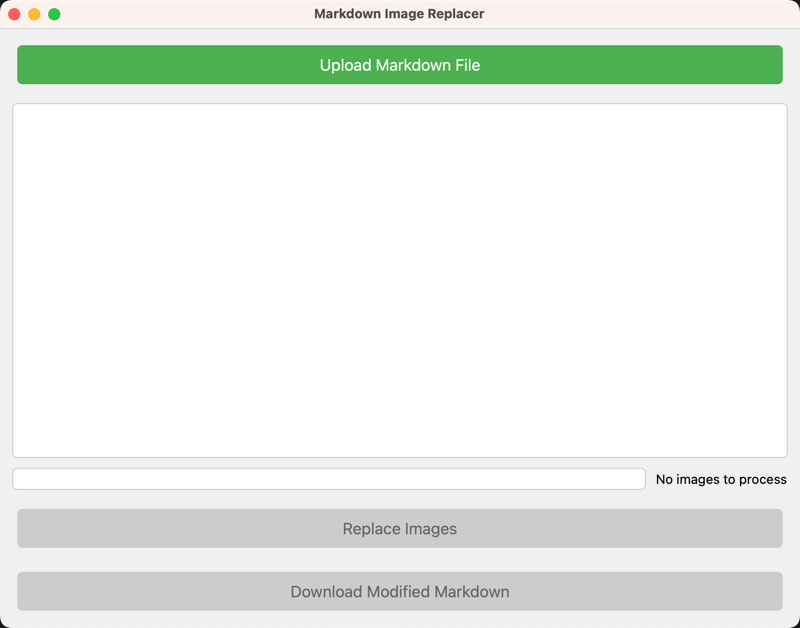 Markdown Image Replacer
Upload Markdown File
No images to process
Replace Images
Download Modified Markdown